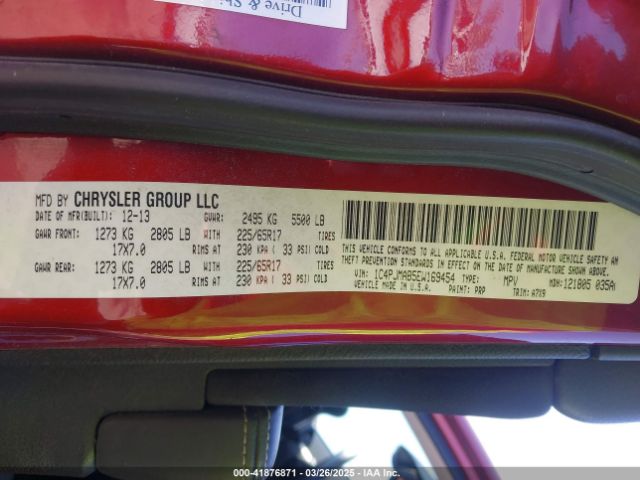 Drive &
MFD BY CHRYSLER GROUP LLC
DATE OF MFR(BUILT): 12-13 GVWR: 2495 KG 5500 LB
GAWR FRONT: 1273 KG 2805 LB WITH 225/65R17 TIRES
17X7.0 RIMS AT 230 KPA ( 33 PSI) COLD
GAWR REAR: 1273 KG 2805 LB WITH 225/65R17 TIRES
17X7.0 RIMS AT 230 KPA ( 33 PSI) COLD
THIS VEHICLE CONFORMS TO ALL APPLICABLE U.S.A. FEDERAL MOTOR VEHICLE SAFETY AN
THEFT PREVENTION STANDARDS IN EFFECT ON THE DATE OF MANUFACTURE SHOWN ABOVE.
VIN: 1C4PJMAB5EW169454 TYPE: MPV MDH: 121805 035A
VEHICLE MADE IN U.S.A. PAINT: PRP TRIM: A7X9
000-41876871 - 03/26/2025 - IAA Inc.